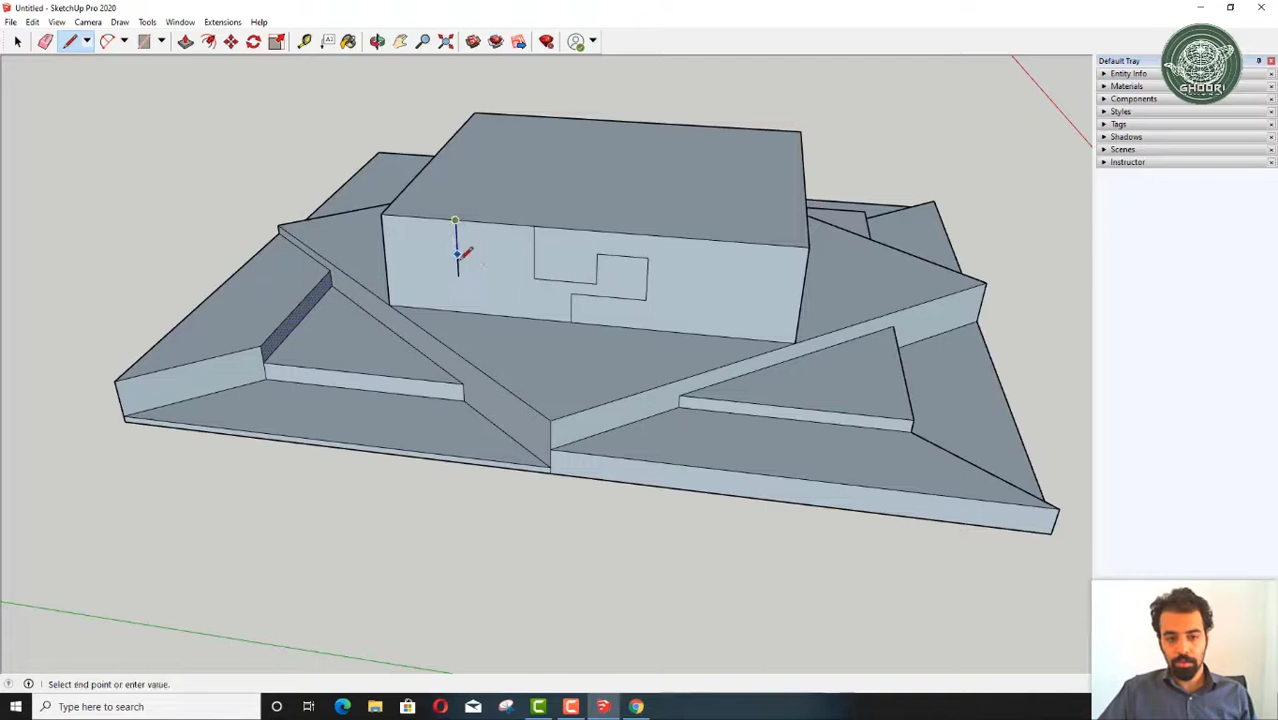 Untitled - SketchUp Pro 2020
File Edit View Camera Draw Tools Window Extensions Help
Default Tray
Entity Info
Materials
Components
Styles
Tags
Shadows
Scenes
Instructor
GHOORI
Select end point or enter value.
Type here to search